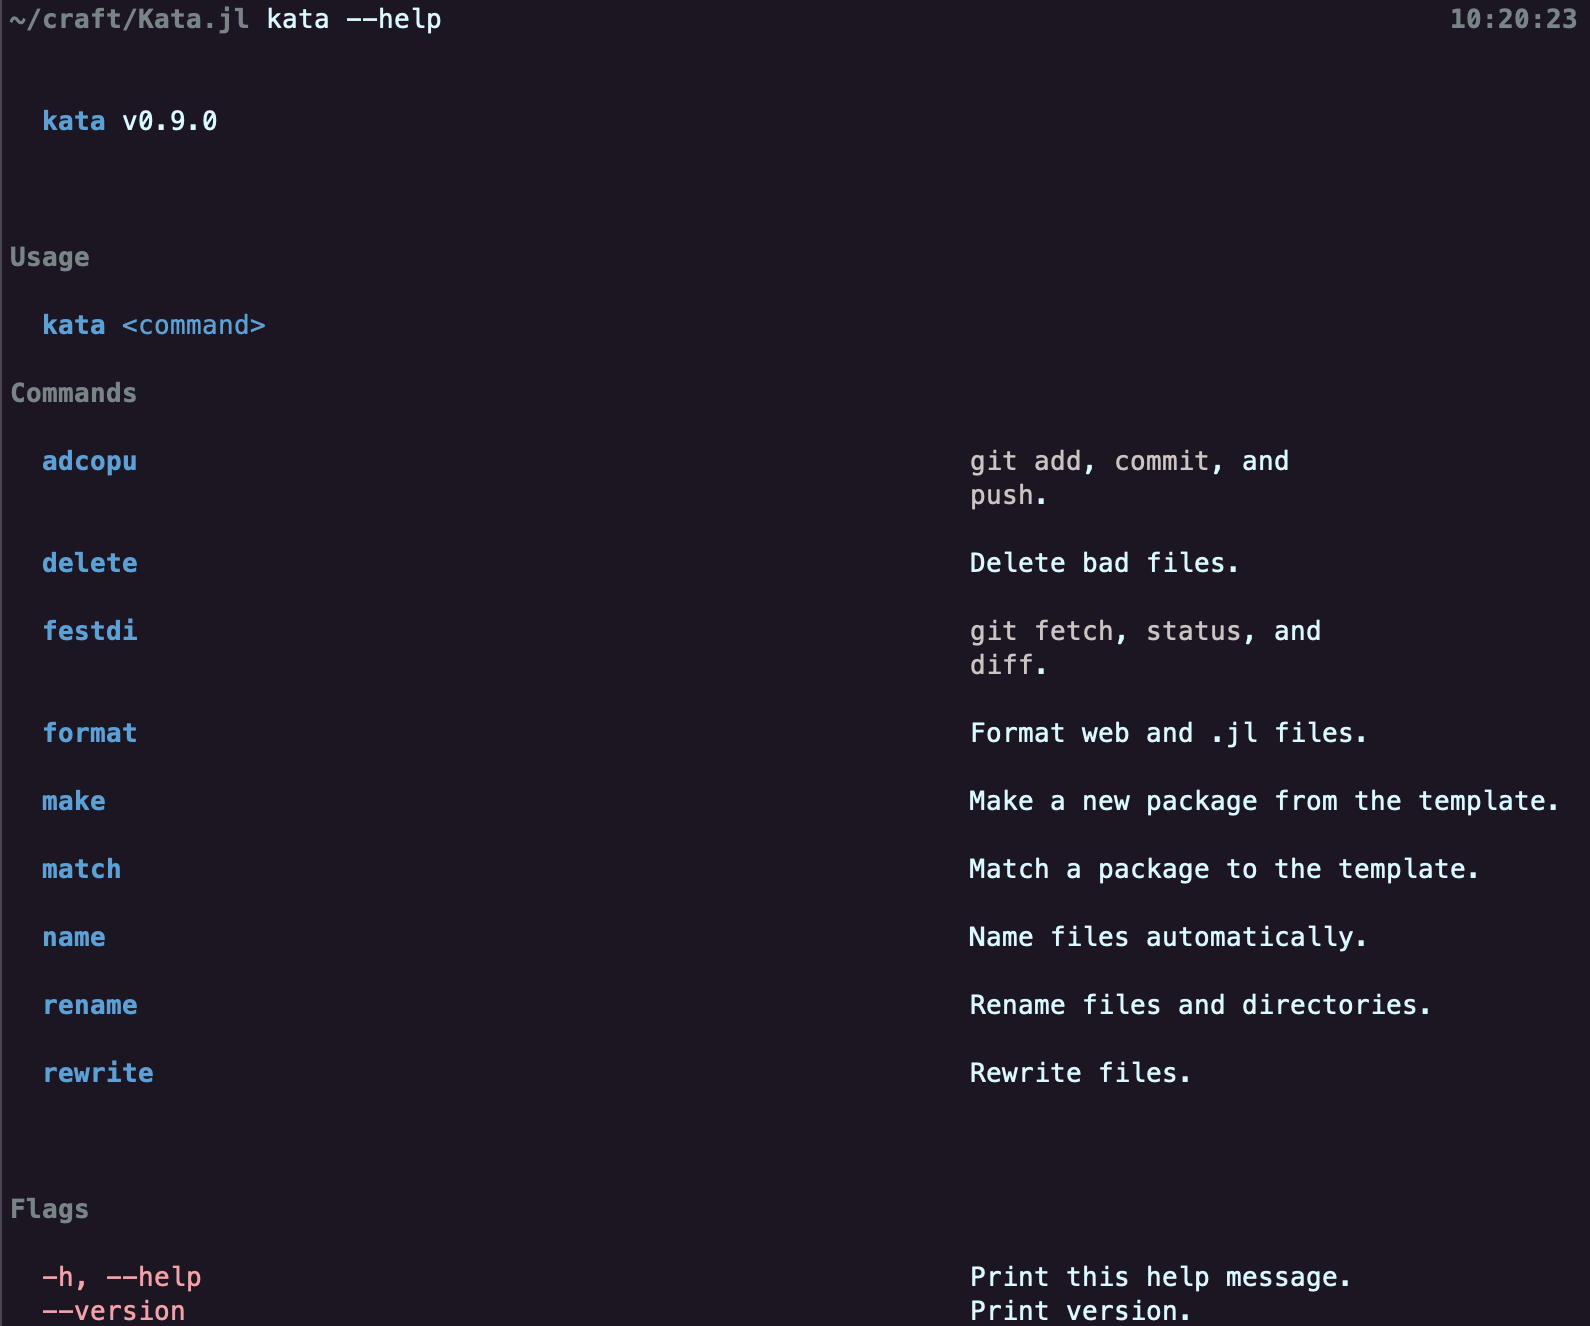 ~/craft/Kata.jl kata --help 10:20:23
kata v0.9.0
Usage
kata <command>
Commands
adcopu git add, commit, and
push.
delete Delete bad files.
festdi git fetch, status, and
diff.
format Format web and .jl files.
make Make a new package from the template.
match Match a package to the template.
name Name files automatically.
rename Rename files and directories.
rewrite Rewrite files.
Flags
-h, --help Print this help message.
--version Print version.